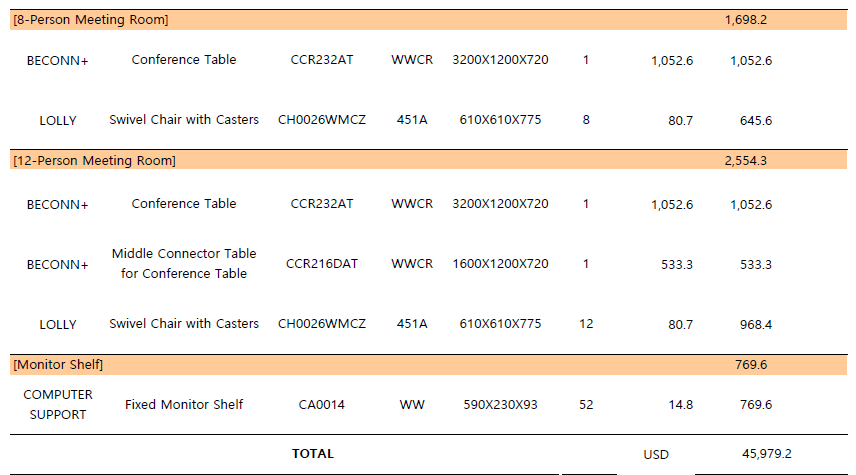 [8-Person Meeting Room] 1,698.2
BECONN+ Conference Table CCR232AT WWCR 3200X1200X720 1 1,052.6 1,052.6
LOLLY Swivel Chair with Casters CH0026WMCZ 451A 610X610X775 8 80.7 645.6
[12-Person Meeting Room] 2,554.3
BECONN+ Conference Table CCR232AT WWCR 3200X1200X720 1 1,052.6 1,052.6
Middle Connector Table
BECONN+ CCR216DAT WWCR 1600X1200X720 1 533.3 533.3
for Conference Table
LOLLY Swivel Chair with Casters CH0026WMCZ 451A 610X610X775 12 80.7 968.4
[Monitor Shelf] 769.6
COMPUTER
SUPPORT Fixed Monitor Shelf CA0014 WW 590X230X93 52 14.8 769.6
TOTAL USD 45,979.2